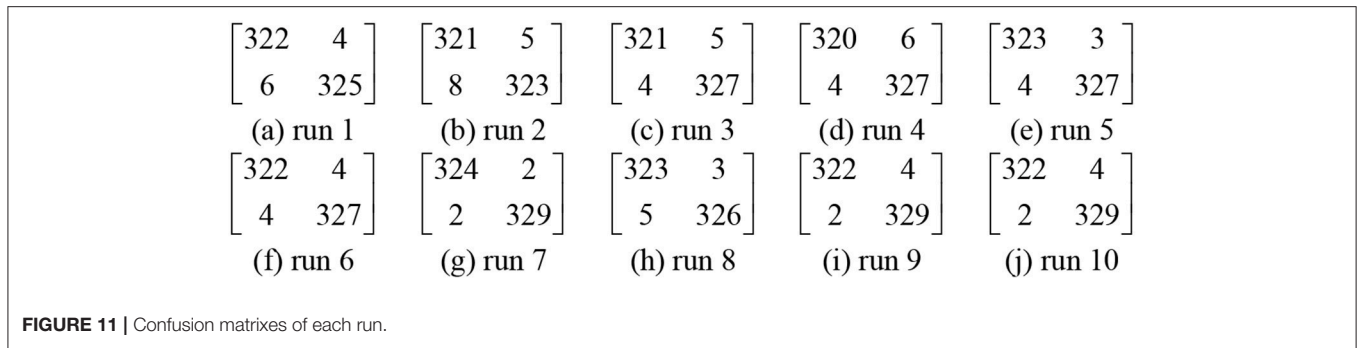 322 4 321 5 321 5 320 6 323 3
6 325 8 323 4 327 4 327 4 327
(a) run 1 (b) run 2 (c) run 3 (d) run 4 (e) run 5
322 4 324 2 323 3 322 4 322 4
4 327 2 329 5 326 2 329 2 329
(f) run 6 (g) run 7 (h) run 8 (i) run 9 (j) run 10
FIGURE 11 | Confusion matrixes of each run.